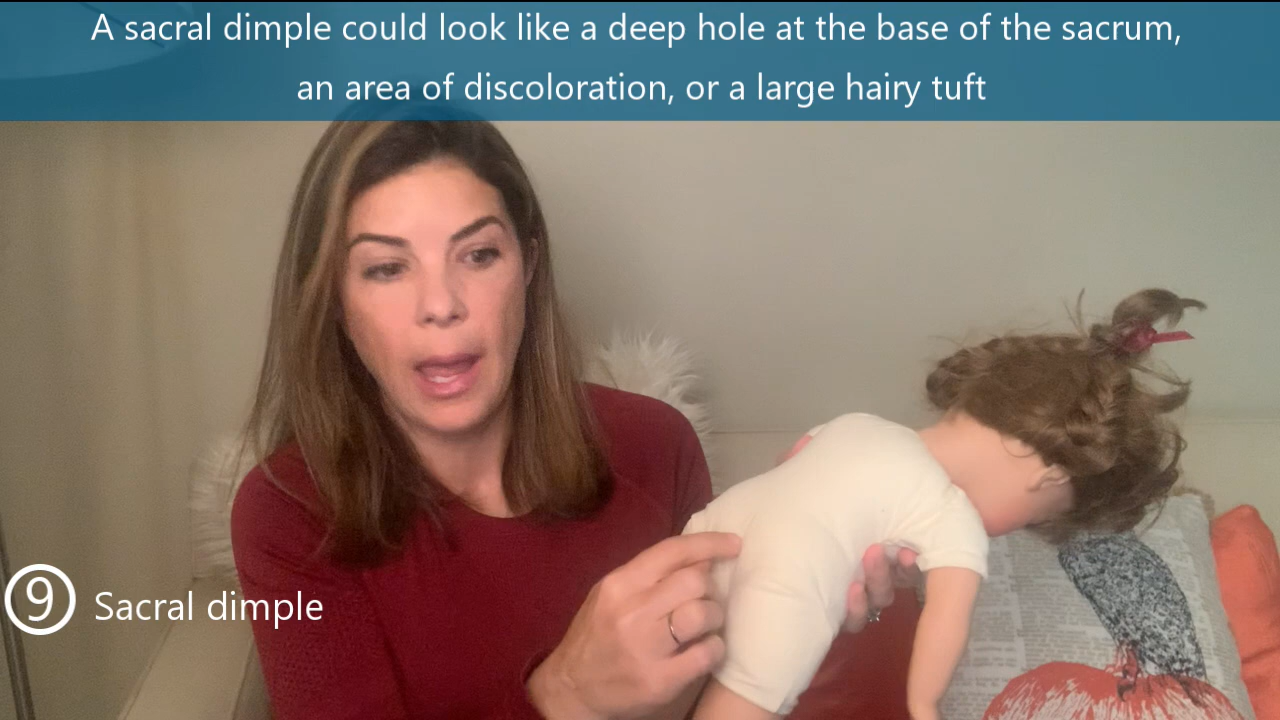 A sacral dimple could look like a deep hole at the base of the sacrum,
an area of discoloration, or a large hairy tuft
9 Sacral dimple